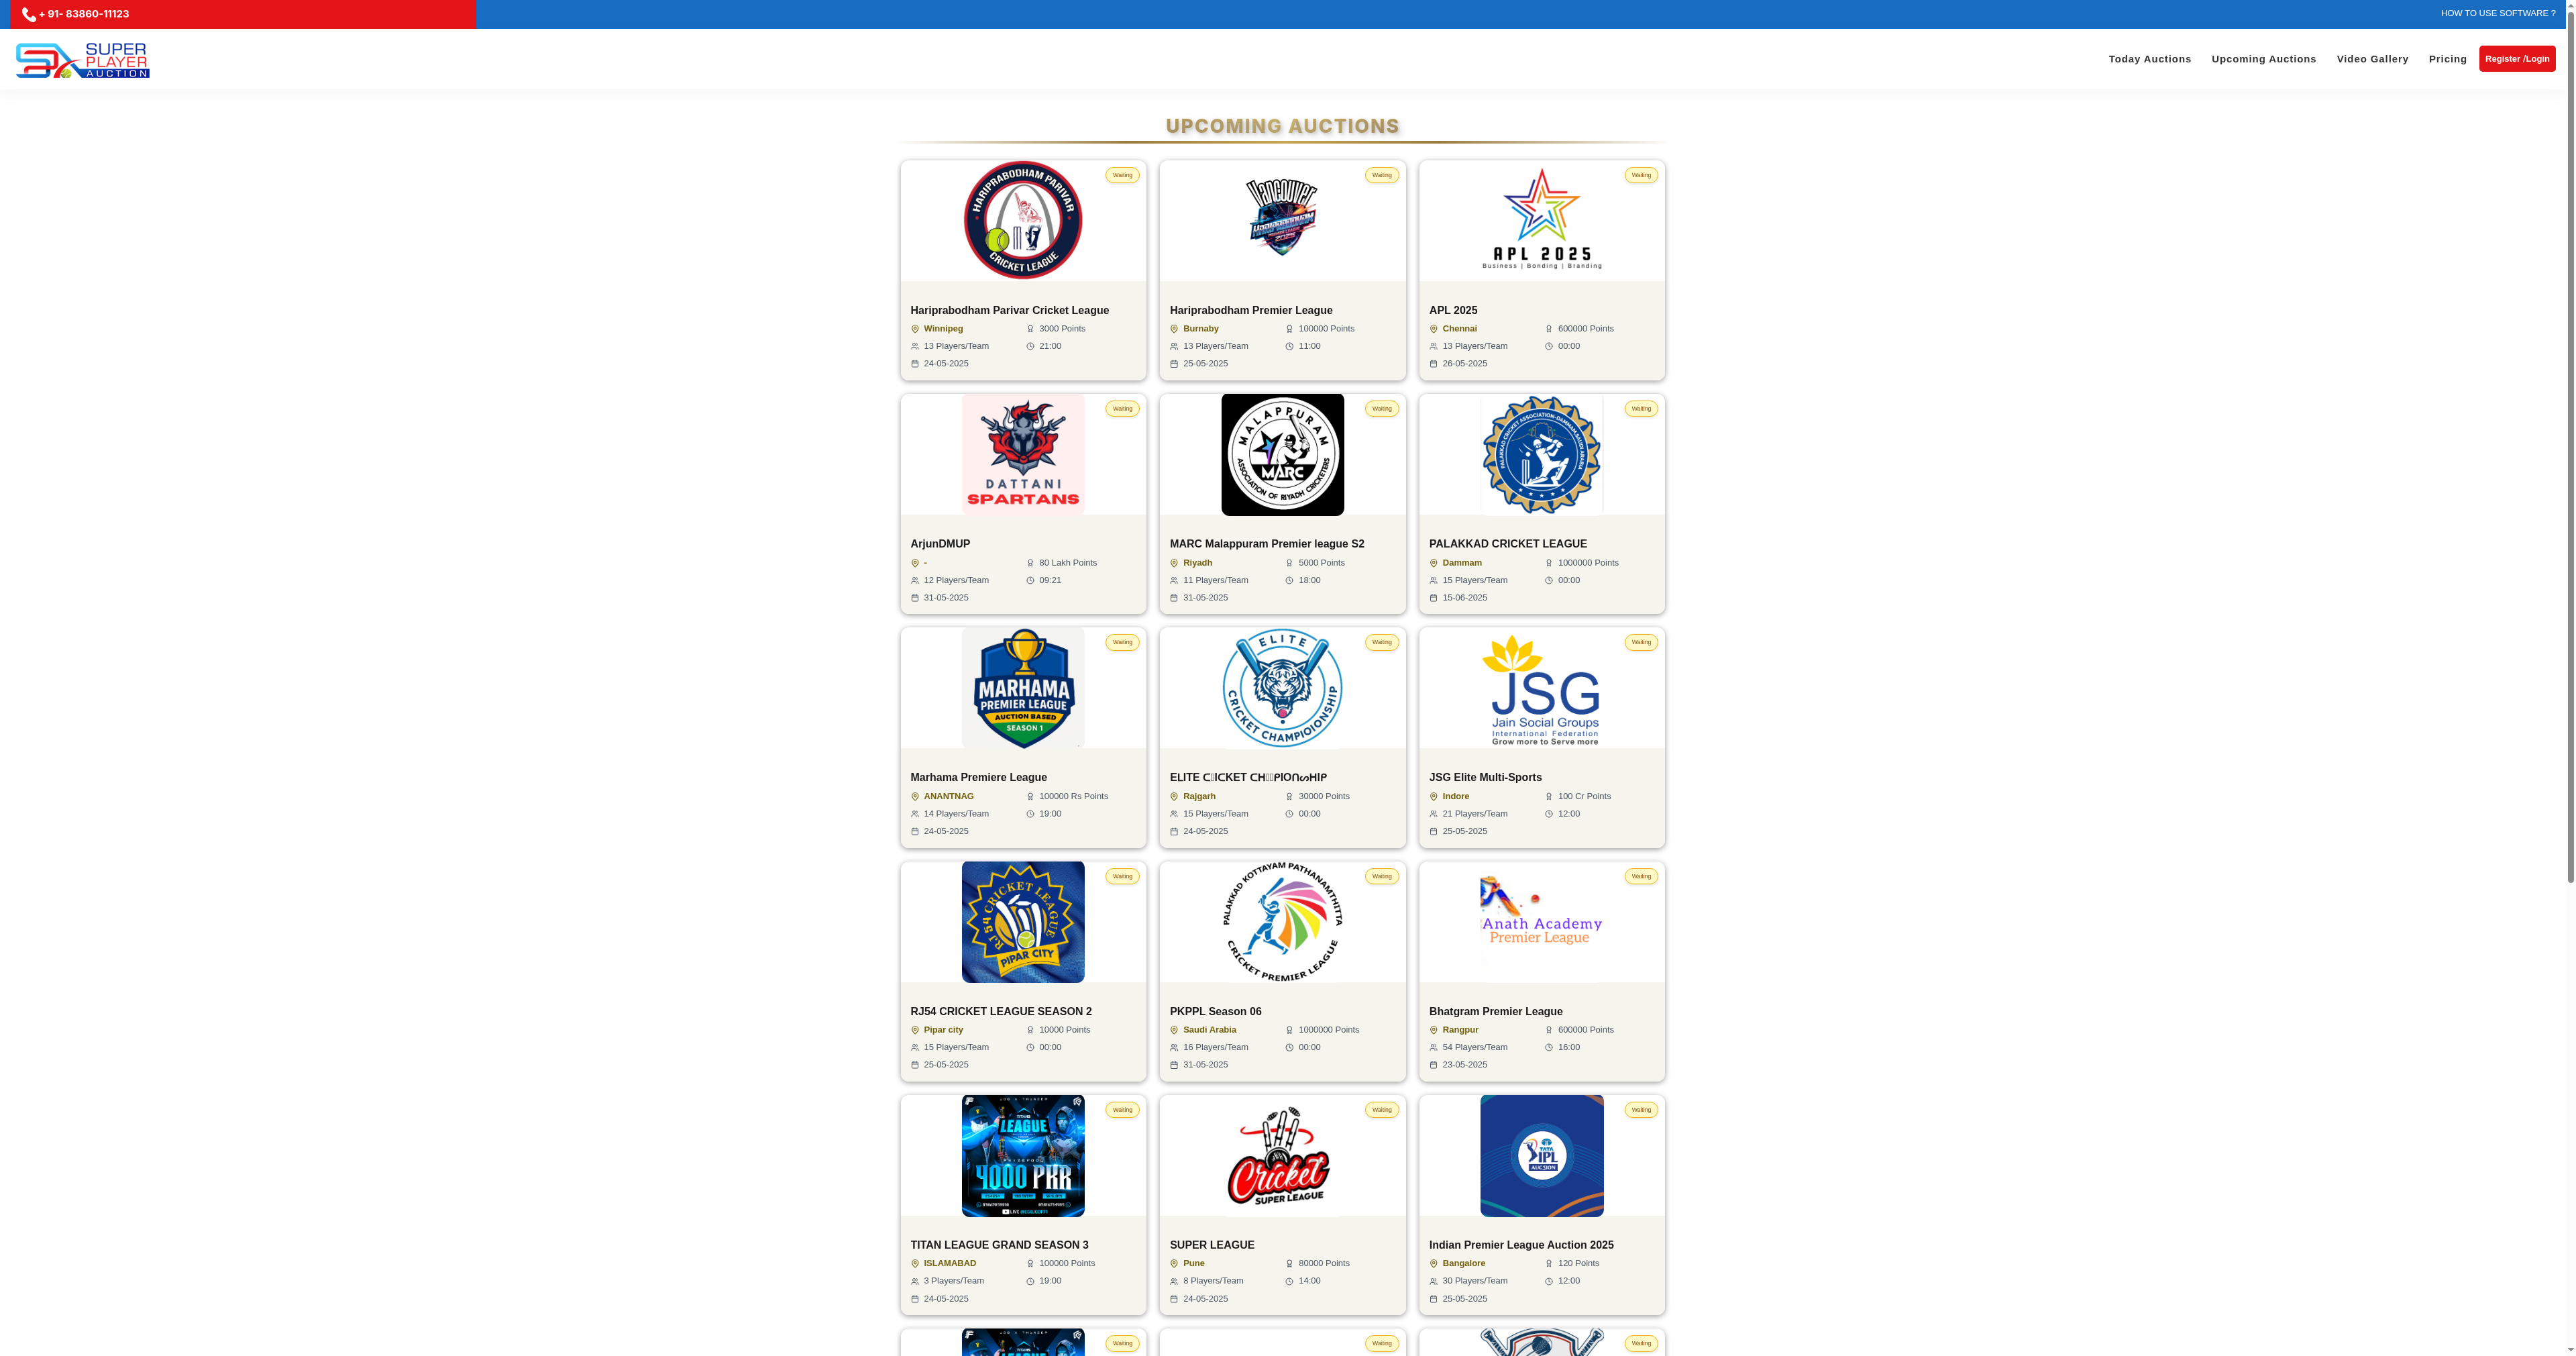 + 91- 83860-11123
HOW TO USE SOFTWARE ?
SUPER
PLAYER
AUCTION
Today Auctions
Upcoming Auctions
Video Gallery
Pricing
Register /Login
UPCOMING AUCTIONS
HARIPRABODHAM PARIVAR
CRICKET LEAGUE
Waiting
Hariprabodham Parivar Cricket League
Winnipeg
3000 Points
13 Players/Team
21:00
24-05-2025
Vancouver
Waiting
Hariprabodham Premier League
Burnaby
100000 Points
13 Players/Team
11:00
25-05-2025
APL 2025
Business | Bonding | Branding
Waiting
APL 2025
Chennai
600000 Points
13 Players/Team
00:00
26-05-2025
DATTANI
SPARTANS
Waiting
ArjunDMUP
-
80 Lakh Points
12 Players/Team
09:21
31-05-2025
MALAPPURAM
MARC
ASSOCIATION OF RIYADH CRICKETERS
Waiting
MARC Malappuram Premier league S2
Riyadh
5000 Points
11 Players/Team
18:00
31-05-2025
PALAKKAD CRICKET ASSOCIATION-DAMMAM SAUDI ARABIA
Waiting
PALAKKAD CRICKET LEAGUE
Dammam
1000000 Points
15 Players/Team
00:00
15-06-2025
MARHAMA
PREMIER LEAGUE
AUCTION BASED
SEASON 1
Waiting
Marhama Premiere League
ANANTNAG
100000 Rs Points
14 Players/Team
19:00
24-05-2025
ELITE
CRICKET CHAMPIOIONSHIP
Waiting
ELITE ᑕ▯IᑕKET ᑕH▯▯ᑭIOᑎᔕHIᑭ
Rajgarh
30000 Points
15 Players/Team
00:00
24-05-2025
JSG
Jain Social Groups
International Federation
Grow more to Serve more
Waiting
JSG Elite Multi-Sports
Indore
100 Cr Points
21 Players/Team
12:00
25-05-2025
RJ54 CRICKET LEAGUE
PIPAR CITY
Waiting
RJ54 CRICKET LEAGUE SEASON 2
Pipar city
10000 Points
15 Players/Team
00:00
25-05-2025
PALAKKAD KOTTAYAM PATHANAMTHITTA
CRICKET PREMIER LEAGUE
Waiting
PKPPL Season 06
Saudi Arabia
1000000 Points
16 Players/Team
00:00
31-05-2025
Anath Academy
Premier League
Waiting
Bhatgram Premier League
Rangpur
600000 Points
54 Players/Team
16:00
23-05-2025
TITANS
LEAGUE
4000 PKR
LIVE
Waiting
TITAN LEAGUE GRAND SEASON 3
ISLAMABAD
100000 Points
3 Players/Team
19:00
24-05-2025
Cricket
SUPER LEAGUE
Waiting
SUPER LEAGUE
Pune
80000 Points
8 Players/Team
14:00
24-05-2025
TATA
IPL
AUCTION
Waiting
Indian Premier League Auction 2025
Bangalore
120 Points
30 Players/Team
12:00
25-05-2025
Waiting
Waiting
Waiting